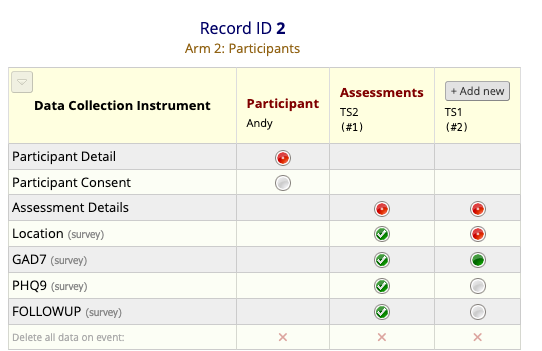 Record ID 2
Arm 2: Participants
Data Collection Instrument
Participant
Andy
Assessments
TS2
(#1)
+ Add new
TS1
(#2)
Participant Detail
Participant Consent
Assessment Details
Location (survey)
GAD7 (survey)
PHQ9 (survey)
FOLLOWUP (survey)
Delete all data on event: